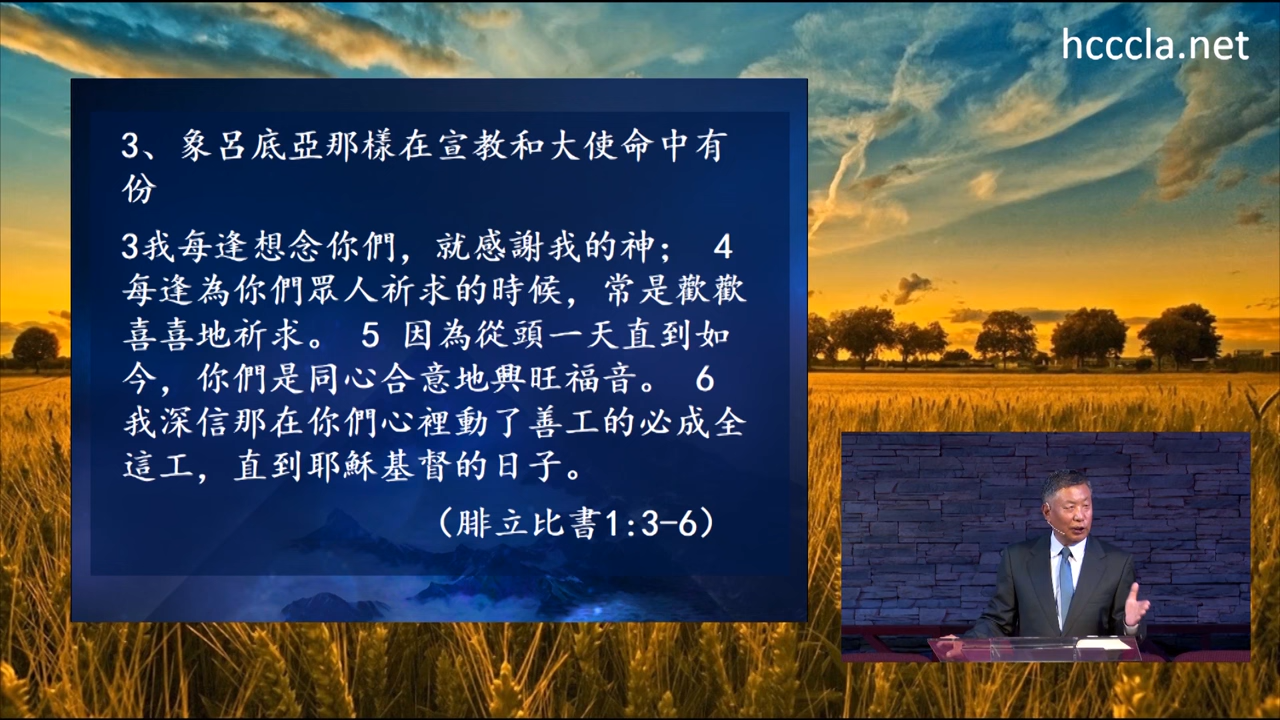 hcccla.net
3、象呂底亞那樣在宣教和大使命中有
份
3我每逢想念你們，就感謝我的神； 4
每逢為你們眾人祈求的時候，常是歡歡
喜喜地祈求。 5 因為從頭一天直到如
今，你們是同心合意地興旺福音。 6
我深信那在你們心裡動了善工的必成全
這工，直到耶穌基督的日子。
（腓立比書1:3-6）